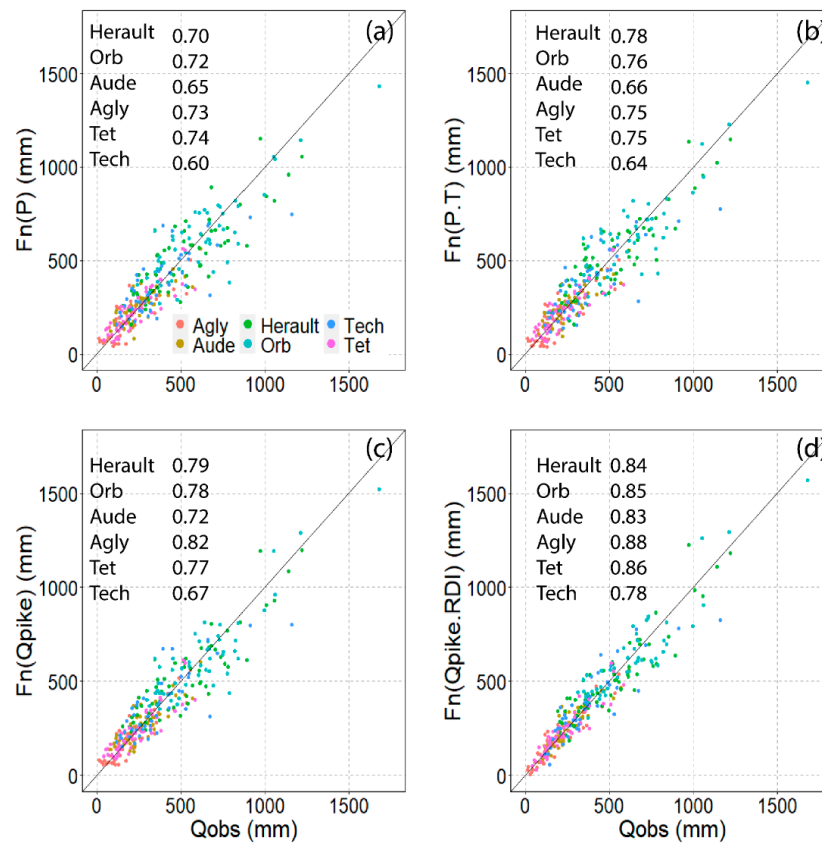 (a)
Herault 0.70
Orb 0.72
Aude 0.65
Agly 0.73
Tet 0.74
Tech 0.60
Fn(P) (mm)
1500
1000
500
0
Agly Herault Tech
Aude Orb Tet
0 500 1000 1500
(b)
Herault 0.78
Orb 0.76
Aude 0.66
Agly 0.75
Tet 0.75
Tech 0.64
Fn(P.T) (mm)
1500
1000
500
0
0 500 1000 1500
(c)
Herault 0.79
Orb 0.78
Aude 0.72
Agly 0.82
Tet 0.77
Tech 0.67
Fn(Qpike) (mm)
1500
1000
500
0
0 500 1000 1500
Qobs (mm)
(d)
Herault 0.84
Orb 0.85
Aude 0.83
Agly 0.88
Tet 0.86
Tech 0.78
Fn(Qpike.RDI) (mm)
1500
1000
500
0
0 500 1000 1500
Qobs (mm)